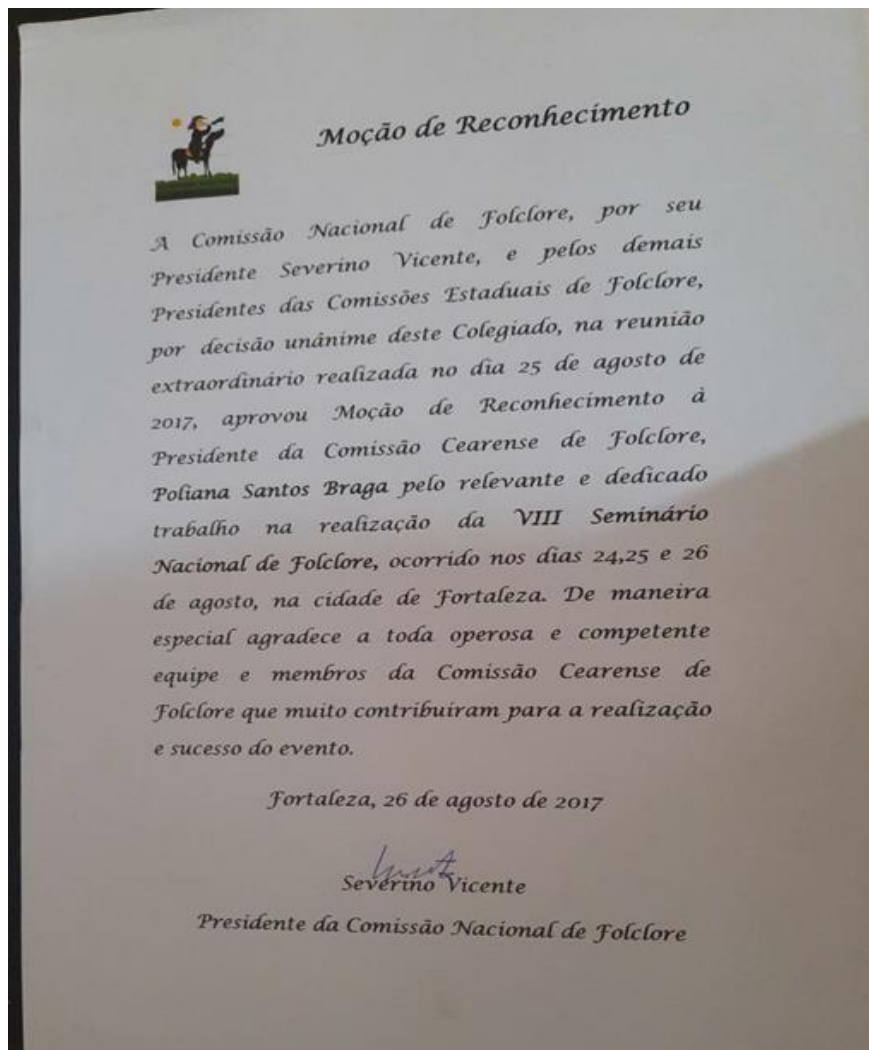 Moção de Reconhecimento
A Comissão Nacional de Folclore, por seu
Presidente Severino Vicente, e pelos demais
Presidentes das Comissões Estaduais de Folclore,
por decisão unânime deste Colegiado, na reunião
extraordinário realizada no dia 25 de agosto de
2017, aprovou Moção de Reconhecimento à
Presidente da Comissão Cearense de Folclore,
Poliana Santos Braga pelo relevante e dedicado
trabalho na realização da VIII Seminário
Nacional de Folclore, ocorrido nos dias 24,25 e 26
de agosto, na cidade de Fortaleza. De maneira
especial agradece a toda operosa e competente
equipe e membros da Comissão Cearense de
Folclore que muito contribuíram para a realização
e sucesso do evento.
Fortaleza, 26 de agosto de 2017
Severino Vicente
Presidente da Comissão Nacional de Folclore